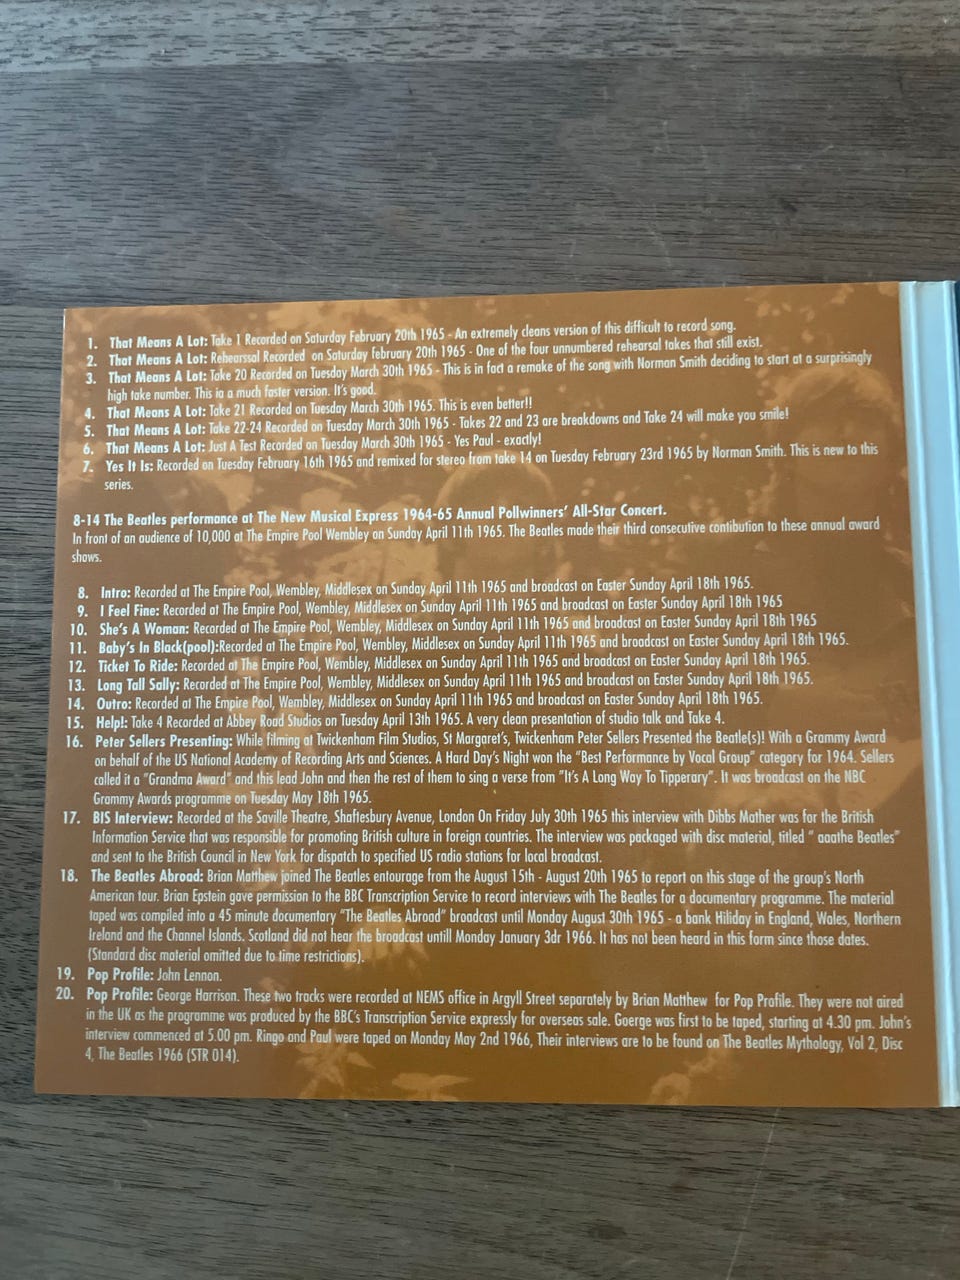 1. That Means A Lot: Take 1 Recorded on Saturday February 20th 1965 - An extremely cleans version of this difficult to record song.
2. That Means A Lot: Rehearssal Recorded on Saturday february 20th 1965 - One of the four unnumbered rehearsal takes that still exist.
3. That Means A Lot: Take 20 Recorded on Tuesday March 30th 1965 - This is in fact a remake of the song with Norman Smith deciding to start at a surprisingly
high take number. This ia a much faster version. It's good.
4. That Means A Lot: Take 21 Recorded on Tuesday March 30th 1965. This is even better!!
5. That Means A Lot: Take 22-24 Recorded on Tuesday March 30th 1965 - Takes 22 and 23 are breakdowns and Take 24 will make you smile!
6. That Means A Lot: Just A Test Recorded on Tuesday March 30th 1965 - Yes Paul - exactly!
7. Yes It Is: Recorded on Tuesday February 16th 1965 and remixed for stereo from take 14 on Tuesday February 23rd 1965 by Norman Smith. This is new to this
series.
8-14 The Beatles performance at The New Musical Express 1964-65 Annual Pollwinners' All-Star Concert.
In front of an audience of 10,000 at The Empire Pool Wembley on Sunday April 11th 1965. The Beatles made their third consecutive contibution to these annual award
shows.
8. Intro: Recorded at The Empire Pool, Wembley, Middlesex on Sunday April 11th 1965 and broadcast on Easter Sunday April 18th 1965.
9. I Feel Fine: Recorded at The Empire Pool, Wembley, Middlesex on Sunday April 11th 1965 and broadcast on Easter Sunday April 18th 1965
10. She's A Woman: Recorded at The Empire Pool, Wembley, Middlesex on Sunday April 11th 1965 and broadcast on Easter Sunday April 18th 1965
11. Baby's In Black(pool):Recorded at The Empire Pool, Wembley, Middlesex on Sunday April 11th 1965 and broadcast on Easter Sunday April 18th 1965.
12. Ticket To Ride: Recorded at The Empire Pool, Wembley, Middlesex on Sunday April 11th 1965 and broadcast on Easter Sunday April 18th 1965.
13. Long Tall Sally: Recorded at The Empire Pool, Wembley, Middlesex on Sunday April 11th 1965 and broadcast on Easter Sunday April 18th 1965.
14. Outro: Recorded at The Empire Pool, Wembley, Middlesex on Sunday April 11th 1965 and broadcast on Easter Sunday April 18th 1965.
15. Help!: Take 4 Recorded at Abbey Road Studios on Tuesday April 13th 1965. A very clean presentation of studio talk and Take 4.
16. Peter Sellers Presenting: While filming at Twickenham Film Studios, St Margaret's, Twickenham Peter Sellers Presented the Beatle(s)! With a Grammy Award
on behalf of the US National Academy of Recording Arts and Sciences. A Hard Day's Night won the "Best Performance by Vocal Group" category for 1964. Sellers
called it a "Grandma Award" and this lead John and then the rest of them to sing a verse from "It's A Long Way To Tipperary". It was broadcast on the NBC
Grammy Awards programme on Tuesday May 18th 1965.
17. BIS Interview: Recorded at the Saville Theatre, Shaftesbury Avenue, London On Friday July 30th 1965 this interview with Dibbs Mather was for the British
Information Service that was responsible for promoting British culture in foreign countries. The interview was packaged with disc material, titled " aaathe Beatles"
and sent to the British Council in New York for dispatch to specified US radio stations for local broadcast.
18. The Beatles Abroad: Brian Matthew joined The Beatles entourage from the August 15th - August 20th 1965 to report on this stage of the group's North
American tour. Brian Epstein gave permission to the BBC Transcription Service to record interviews with The Beatles for a documentary programme. The material
taped was compiled into a 45 minute documentary "The Beatles Abroad" broadcast until Monday August 30th 1965 - a bank Hiliday in England, Wales, Northern
Ireland and the Channel Islands. Scotland did not hear the broadcast untill Monday January 3dr 1966. It has not been heard in this form since those dates.
(Standard disc material omitted due to time restrictions).
19. Pop Profile: John Lennon.
20. Pop Profile: George Harrison. These two tracks were recorded at NEMS office in Argyll Street separately by Brian Matthew for Pop Profile. They were not aired
in the UK as the programme was produced by the BBC's Transcription Service expressly for overseas sale. Goerge was first to be taped, starting at 4.30 pm. John's
interview commenced at 5.00 pm. Ringo and Paul were taped on Monday May 2nd 1966, Their interviews are to be found on The Beatles Mythology, Vol 2, Disc
4, The Beatles 1966 (STR 014).